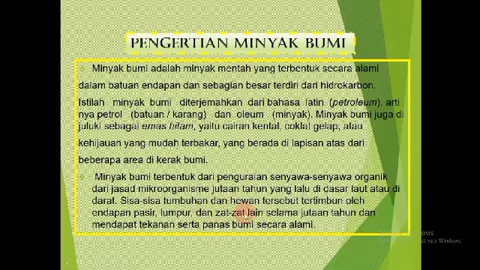 PENGERTIAN MINYAK BUMI
Minyak bumi adalah minyak mentah yang terbentuk secara alami
dalam batuan endapan dan sebagian besar terdiri dari hidrokarbon.
Istilah minyak bumi diterjemahkan dari bahasa latin (petroleum). arti
nya petrol (batuan / karang) dan oleum (minyak). Minyak bumi juga di
juluki sebagai emas hitam, yaitu cairan kental, coklat gelap, atau
kehijauan yang mudah terbakar, yang berada di lapisan atas dari
beberapa area di kerak bumi.
Minyak bumi terbentuk dari penguraian senyawa-senyawa organik
dari jasad mikroorganisme jutaan tahun yang lalu di dasar laut atau di
darat. Sisa-sisa tumbuhan dan hewan tersebut tertimbun oleh
endapan pasir, lumpur, dan zat-zat lain selama jutaan tahun dan
mendapat tekanan serta panas bumi secara alami.